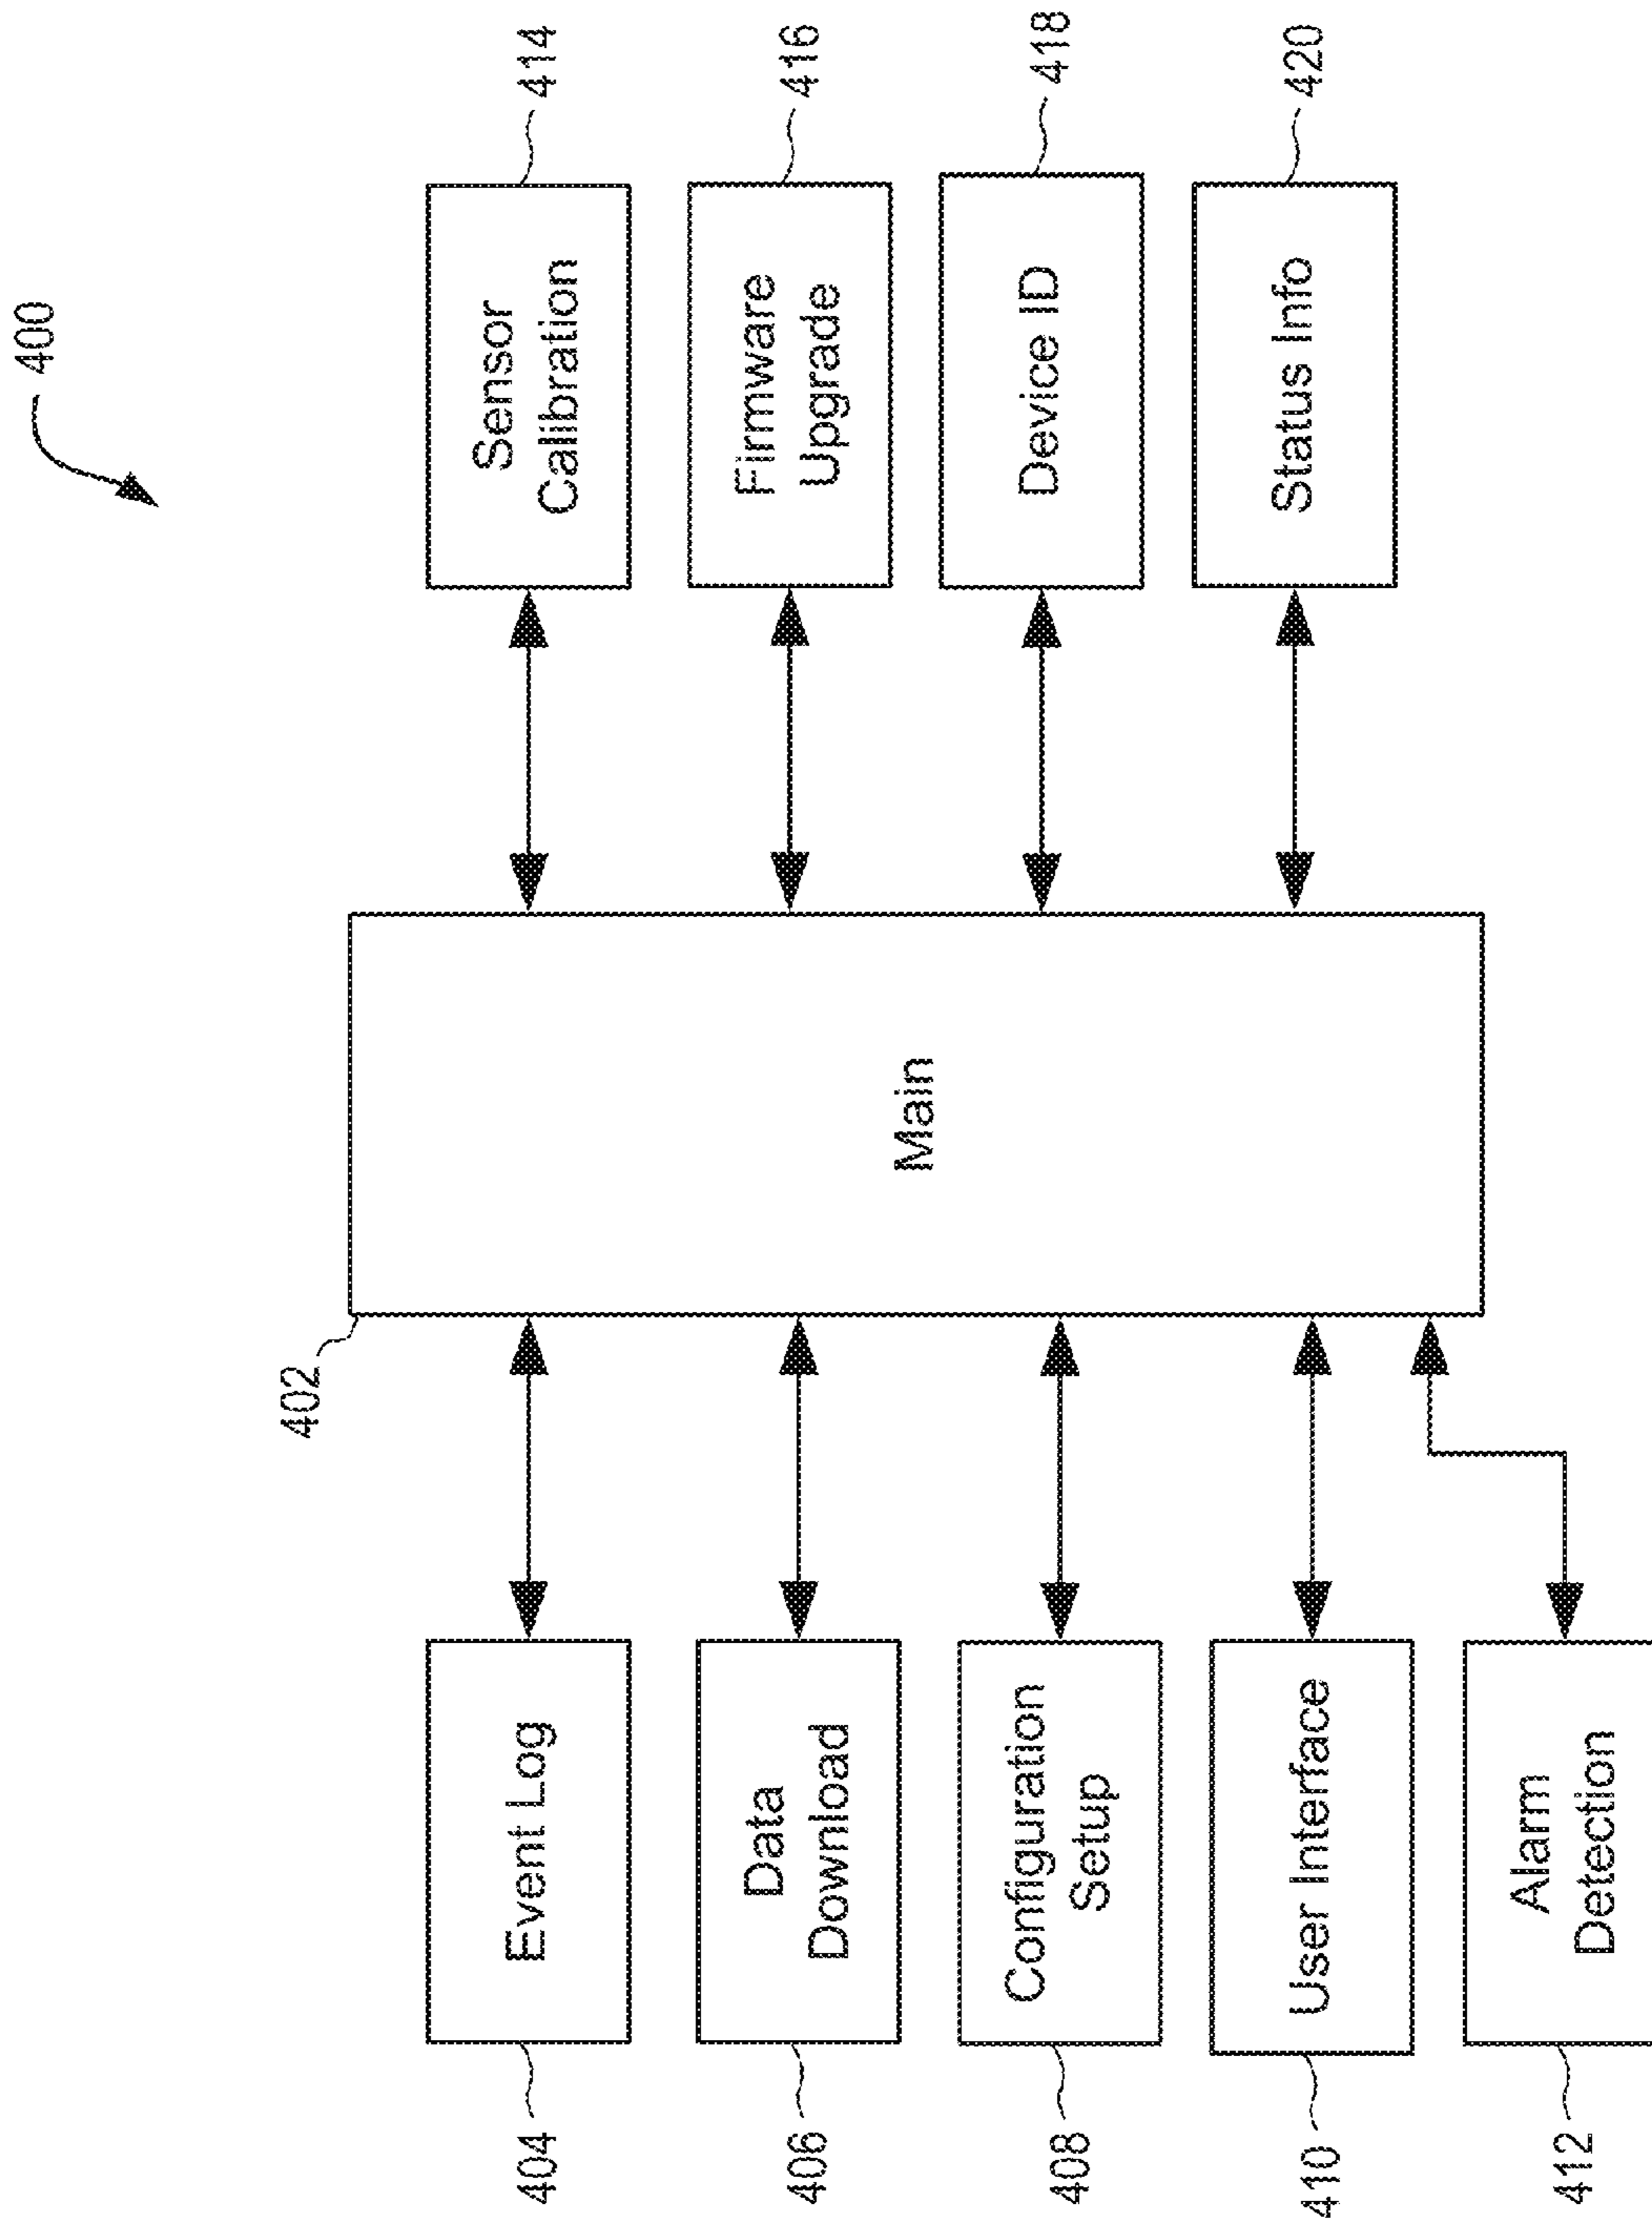 400
402
Main
404
Event Log
406
Data
Download
408
Configuration
Setup
410
User Interface
412
Alarm
Detection
Sensor
Calibration
414
Firmware
Upgrade
416
Device ID
418
Status Info
420